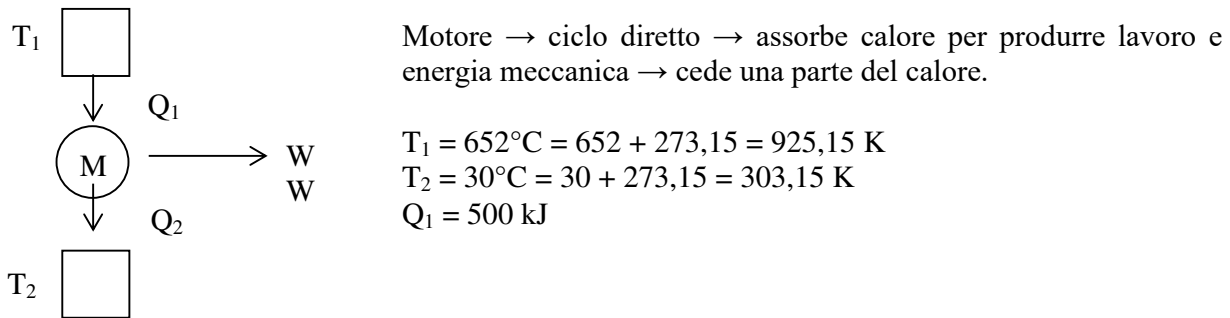 T₁
Q₁
M
W
W
Q₂
T₂
Motore → ciclo diretto → assorbe calore per produrre lavoro e
energia meccanica → cede una parte del calore.
T₁ = 652°C = 652 + 273,15 = 925,15 K
T₂ = 30°C = 30 + 273,15 = 303,15 K
Q₁ = 500 kJ